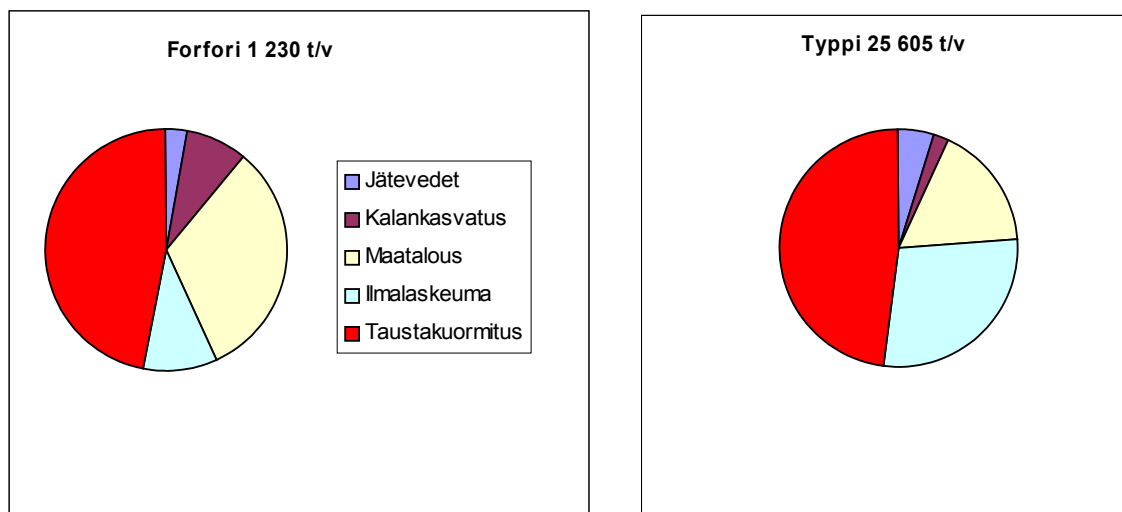 Forfori 1 230 t/v
Jätevedet
Kalankasvatus
Maatalous
Ilmalaskeuma
Taustakuormitus
Typpi 25 605 t/v